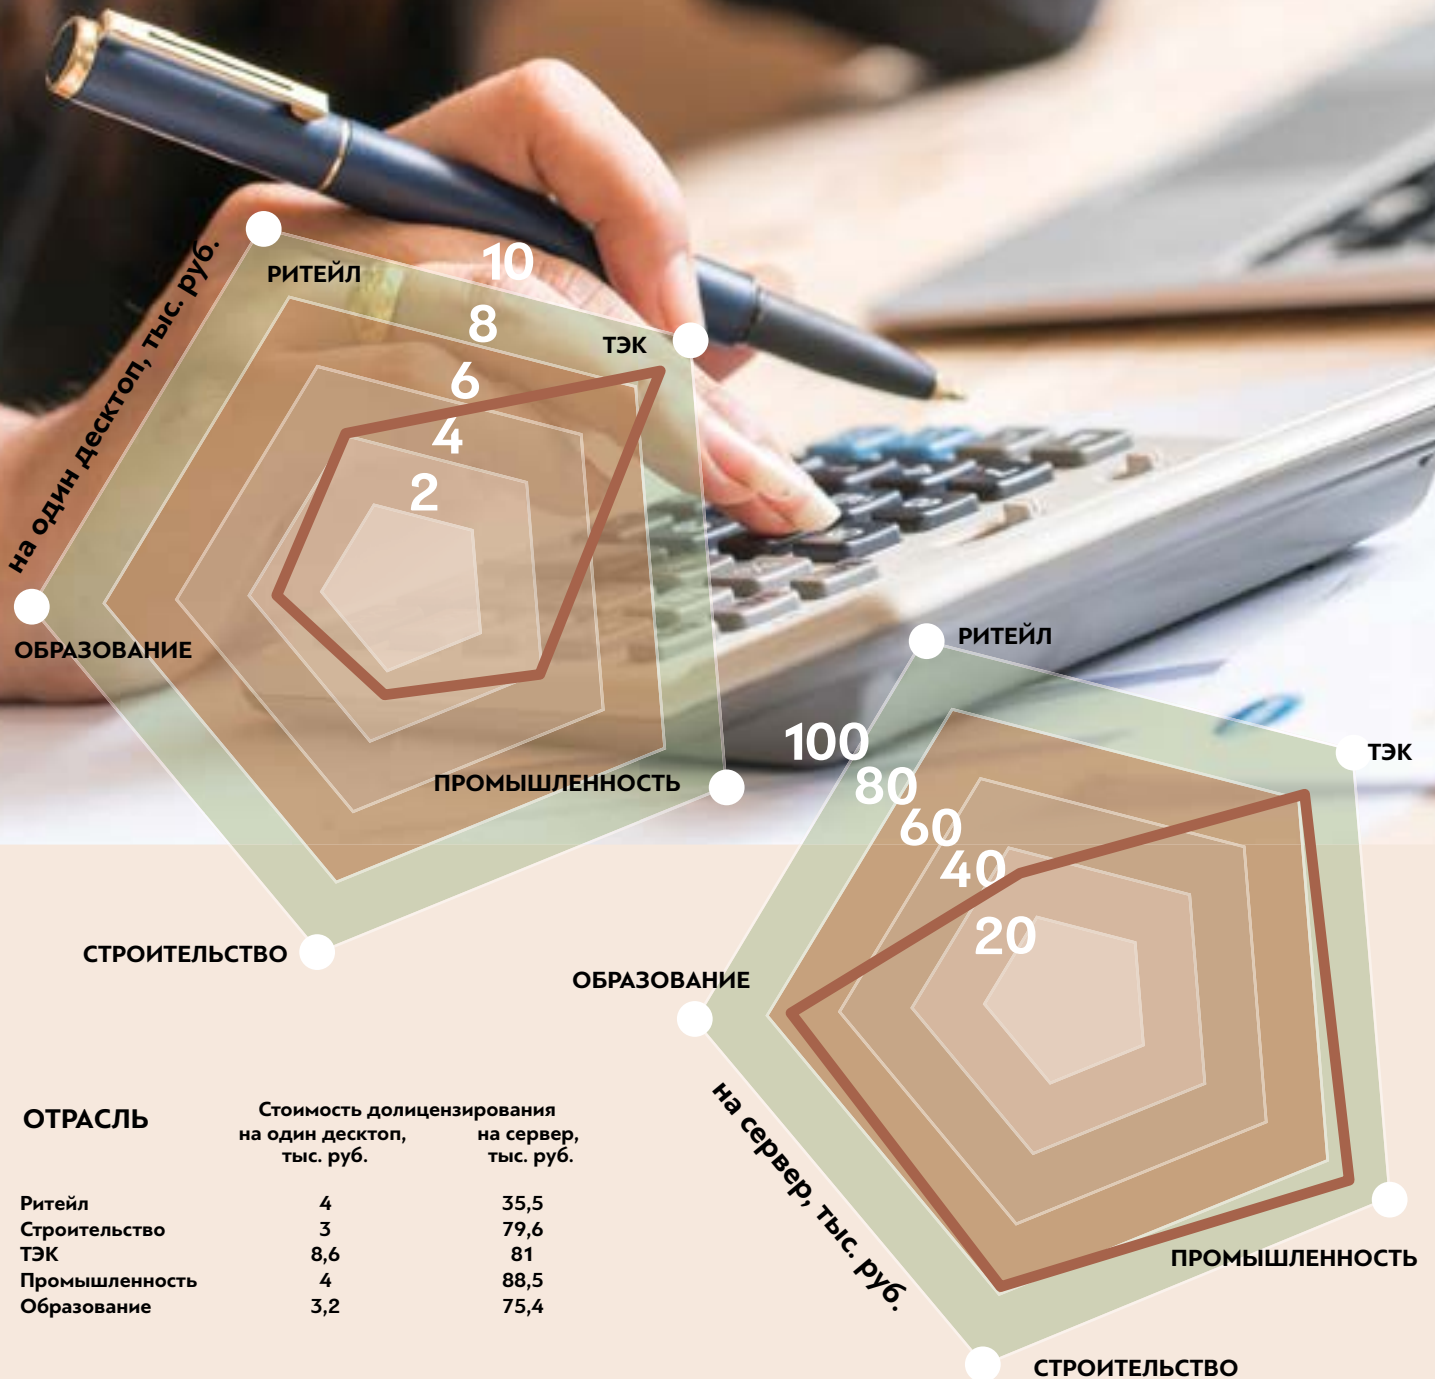 на один десктоп, тыс. руб.
РИТЕЙЛ
10
8
ТЭК
6
4
2
ОБРАЗОВАНИЕ
ПРОМЫШЛЕННОСТЬ
СТРОИТЕЛЬСТВО
РИТЕЙЛ
100
ТЭК
80
60
40
20
ОБРАЗОВАНИЕ
на сервер, тыс. руб.
ПРОМЫШЛЕННОСТЬ
СТРОИТЕЛЬСТВО
ОТРАСЛЬ
Стоимость долицензирования
на один десктоп, на сервер,
тыс. руб. тыс. руб.
Ритейл 4 35,5
Строительство 3 79,6
ТЭК 8,6 81
Промышленность 4 88,5
Образование 3,2 75,4